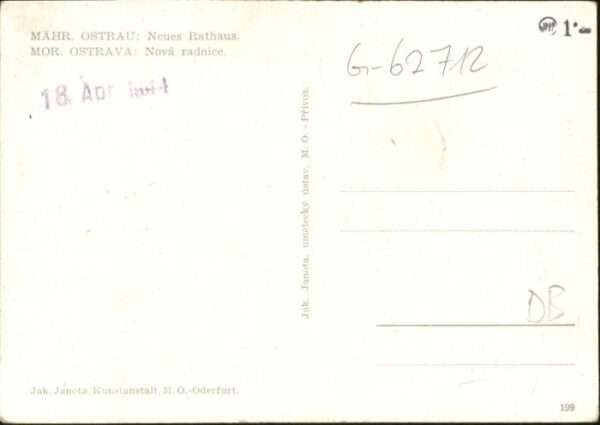 MÄHR. OSTRAU: Neues Rathaus.
MOR. OSTRAVA: Nová radnice.
18. Apr
1·-
G-62712
Jak. Janota, umělecký ústav, M. O. - Přívoz.
DB
Jak. Janota, Kunstanstalt, M. O.-Oderfurt.
199